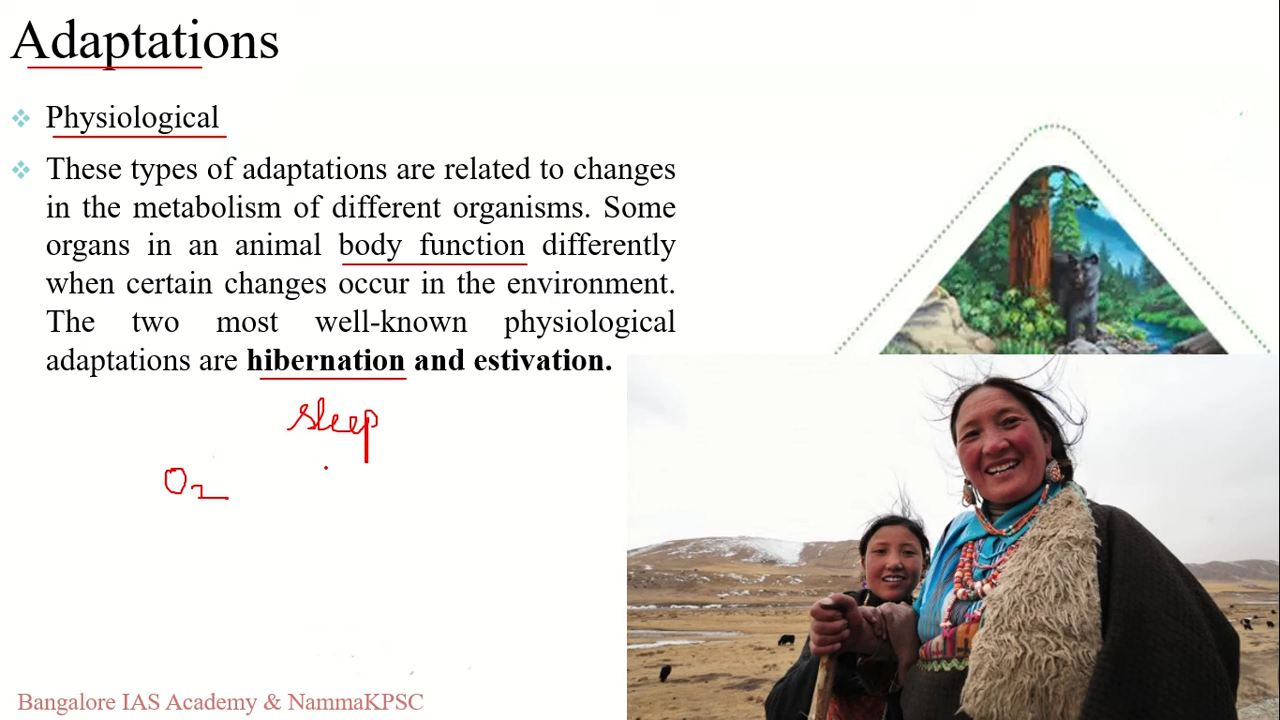 Adaptations
Physiological
These types of adaptations are related to changes
in the metabolism of different organisms. Some
organs in an animal body function differently
when certain changes occur in the environment.
The two most well-known physiological
adaptations are hibernation and estivation.
sleep
O2
Bangalore IAS Academy & NammaKPSC